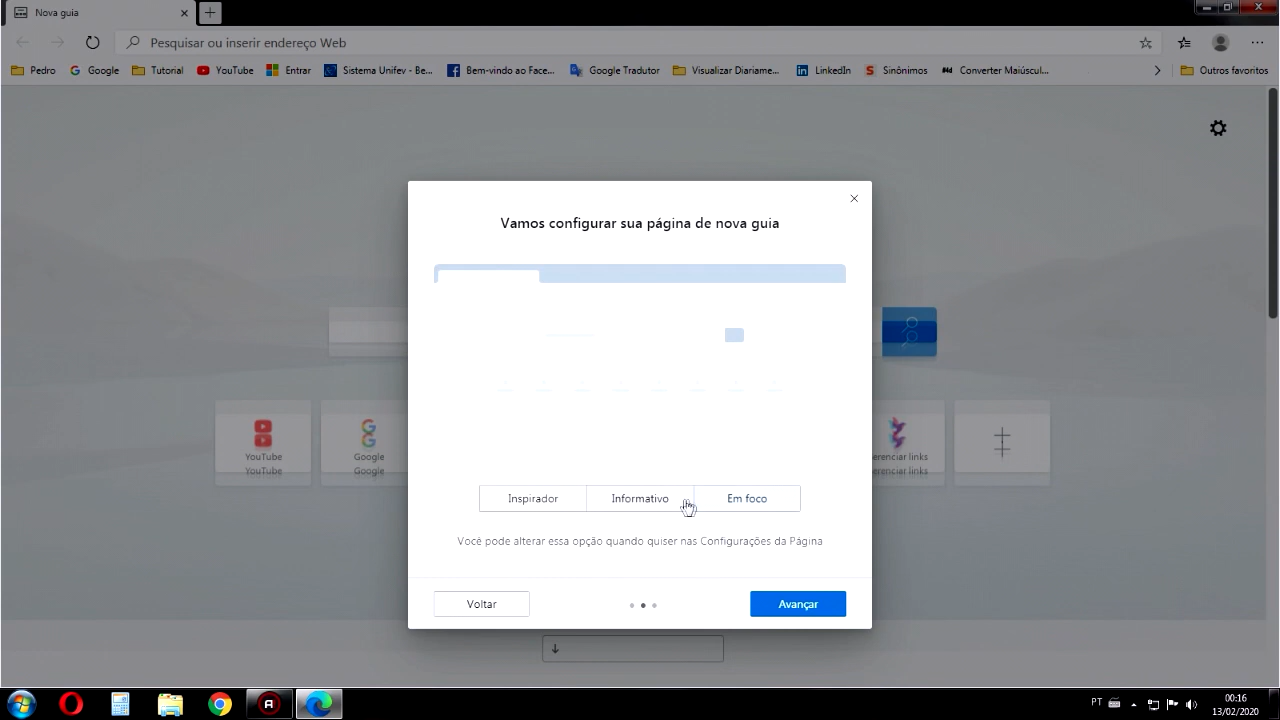 Nova guia
Pesquisar ou inserir endereço Web
Pedro
Google
Tutorial
YouTube
Entrar
Sistema Unifev - Be...
Bem-vindo ao Face...
Google Tradutor
Visualizar Diariame...
LinkedIn
Sinônimos
Converter Maiúscul...
Outros favoritos
Vamos configurar sua página de nova guia
YouTube
YouTube
Google
Google
erenciar links
erenciar links
Inspirador
Informativo
Em foco
Você pode alterar essa opção quando quiser nas Configurações da Página
Voltar
Avançar
PT
00:16
13/02/2020